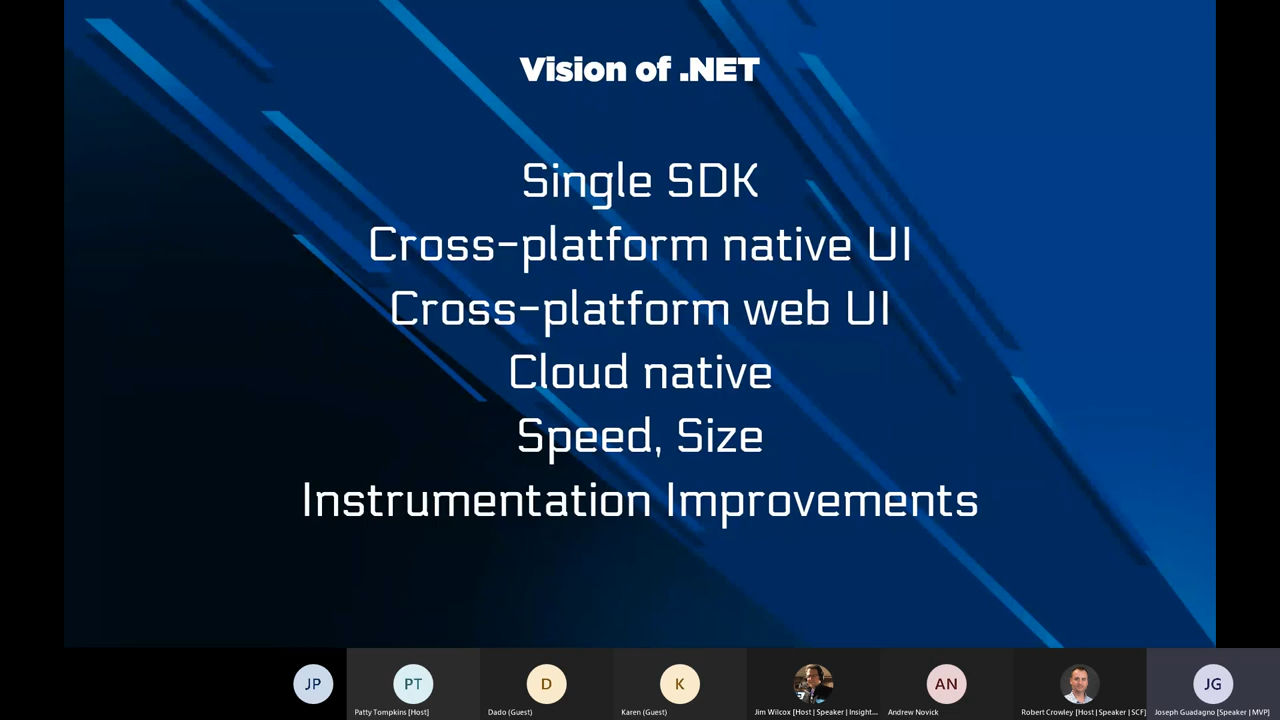 Vision of .NET
Single SDK
Cross-platform native UI
Cross-platform web UI
Cloud native
Speed, Size
Instrumentation Improvements
JP
PT
D
K
AN
JG
Patty Tompkins [Host]
Dado (Guest)
Karen (Guest)
Jim Wilcox [Host | Speaker | Insight...
Andrew Novick
Robert Crowley [Host | Speaker | SCF]
Joseph Guadagno [Speaker | MVP]